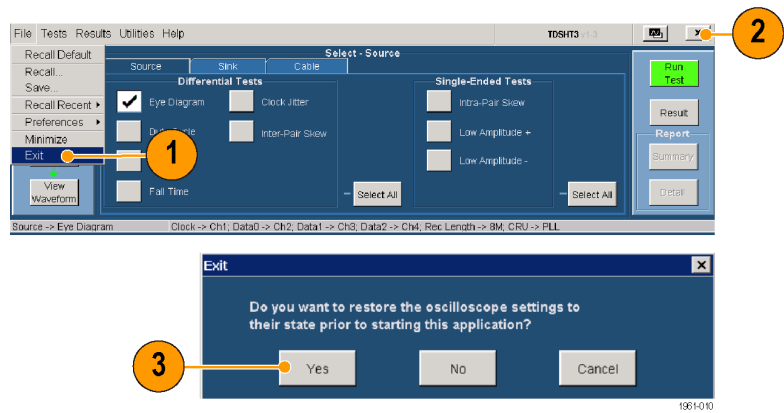 File Tests Results Utilities Help
TDSHT3 v1.3
x
2
Recall Default
Recall...
Save...
Recall Recent
Preferences
Minimize
Exit
1
View
Waveform
Select - Source
Source Sink Cable
Differential Tests
Eye Diagram Clock Jitter
Inter-Pair Skew
Fall Time
Select All
Single-Ended Tests
Intra-Pair Skew
Low Amplitude +
Low Amplitude -
Select All
Run
Test
Result
Report
Summary
Detail
Source -> Eye Diagram Clock -> Ch1; Data0 -> Ch2; Data1 -> Ch3; Data2 -> Ch4; Rec Length -> 8M; CRU -> PLL
Exit
Do you want to restore the oscilloscope settings to
their state prior to starting this application?
3
Yes No Cancel
1961-010